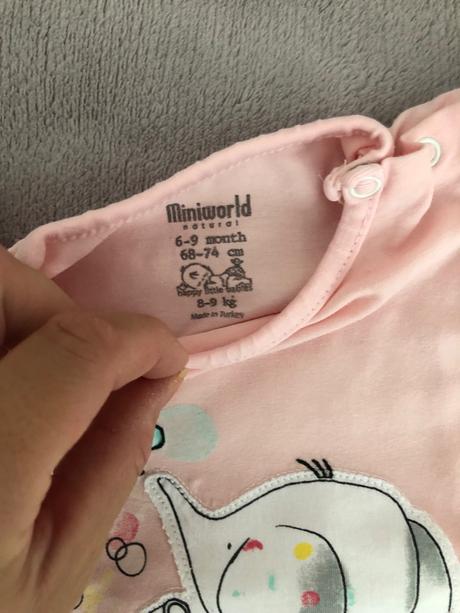 Miniworld
natural
6-9 month
68-74 cm
happy little babies
8-9 kg
Made in Turkey